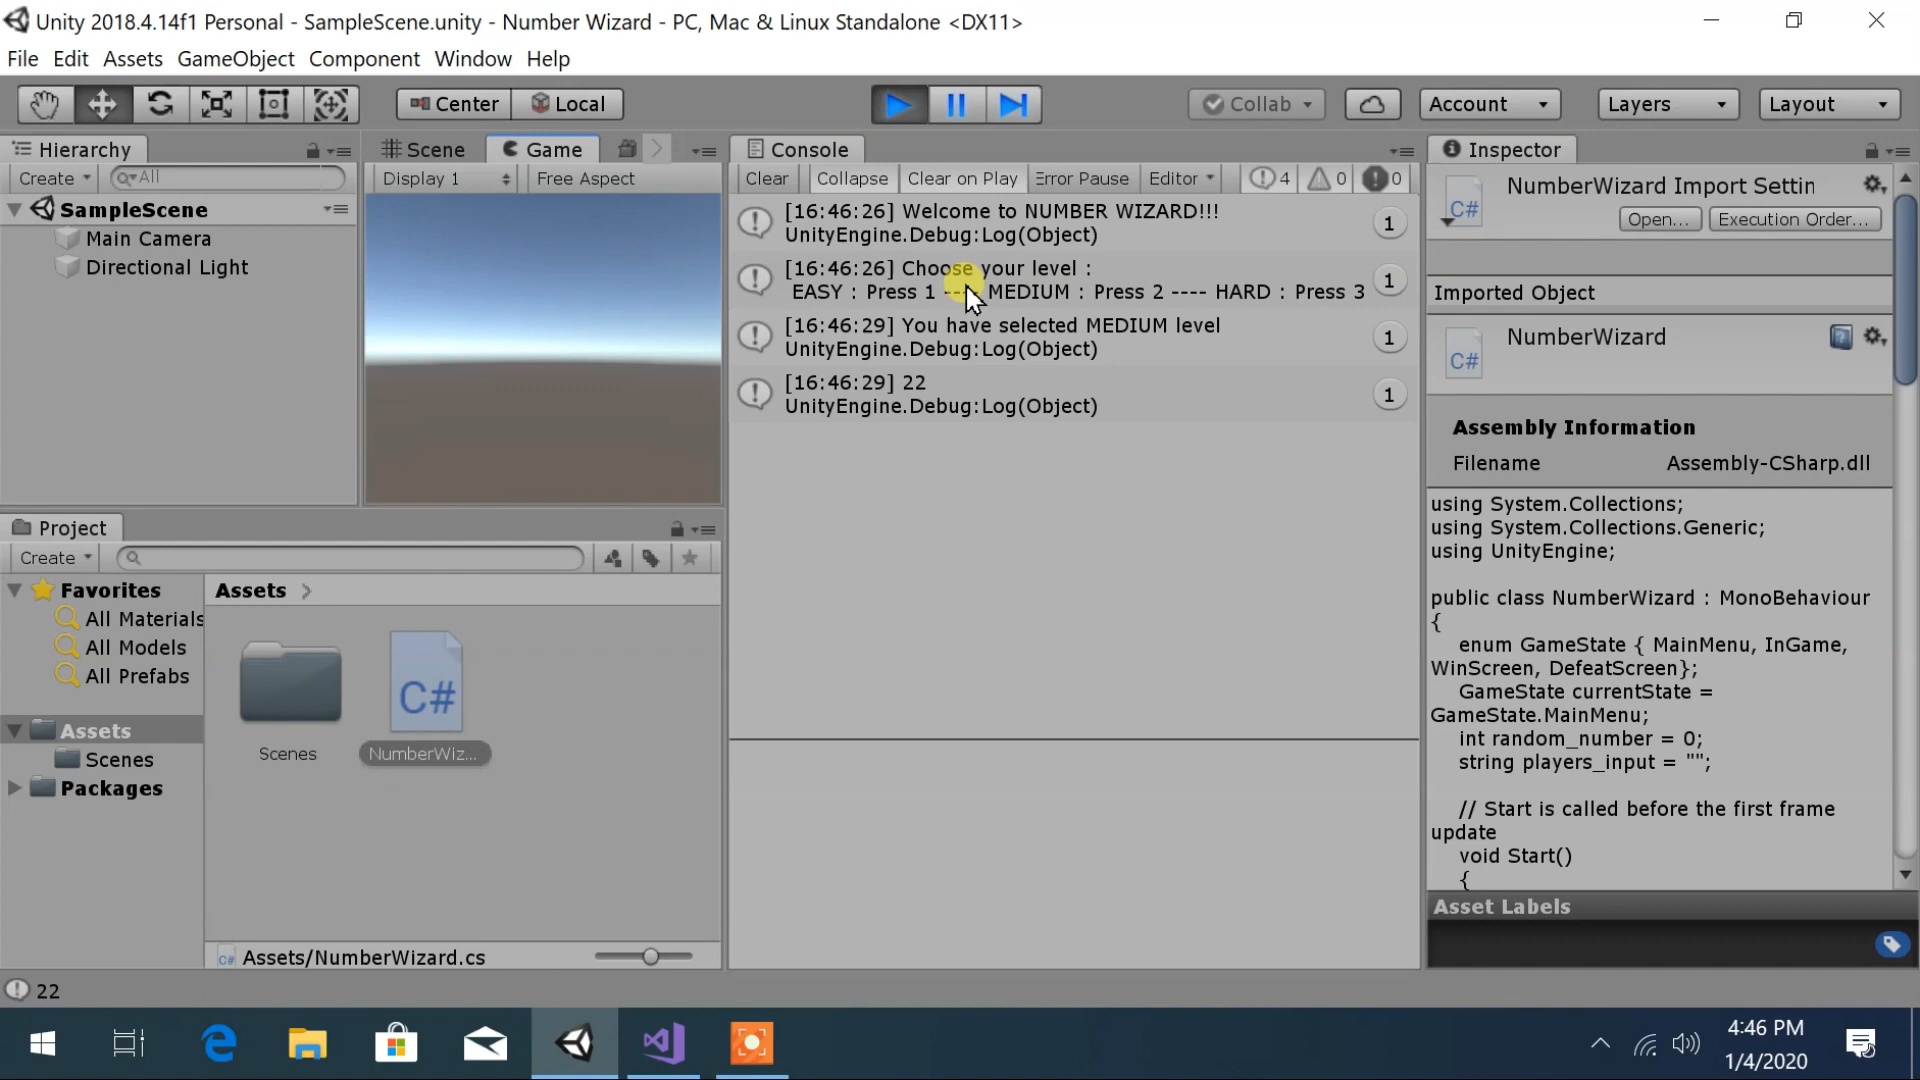 Unity 2018.4.14f1 Personal - SampleScene.unity - Number Wizard - PC, Mac & Linux Standalone <DX11>
File Edit Assets GameObject Component Window Help
Center Local Collab Account Layers Layout
Hierarchy
Create All
SampleScene
Main Camera
Directional Light
Scene Game
Display 1 Free Aspect
Console
Clear Collapse Clear on Play Error Pause Editor 4 0 0
[16:46:26] Welcome to NUMBER WIZARD!!!
UnityEngine.Debug:Log(Object)
1
[16:46:26] Choose your level :
EASY : Press 1 ---- MEDIUM : Press 2 ---- HARD : Press 3
1
[16:46:29] You have selected MEDIUM level
UnityEngine.Debug:Log(Object)
1
[16:46:29] 22
UnityEngine.Debug:Log(Object)
1
Inspector
NumberWizard Import Settin
C#
Open... Execution Order...
Imported Object
NumberWizard
C#
Assembly Information
Filename Assembly-CSharp.dll
using System.Collections;
using System.Collections.Generic;
using UnityEngine;
public class NumberWizard : MonoBehaviour
{
enum GameState { MainMenu, InGame,
WinScreen, DefeatScreen};
GameState currentState =
GameState.MainMenu;
int random_number = 0;
string players_input = "";
// Start is called before the first frame
update
void Start()
{
Asset Labels
Project
Create
Favorites
All Materials
All Models
All Prefabs
Assets
Scenes
Packages
Assets
C#
Scenes
NumberWiz...
C# Assets/NumberWizard.cs
22
4:46 PM
1/4/2020